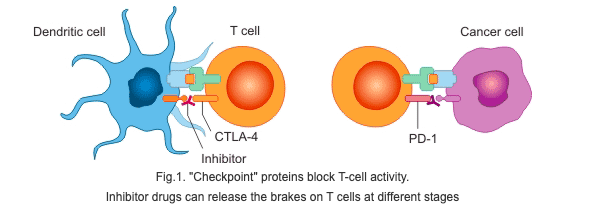 Dendritic cell
T cell
Cancer cell
CTLA-4
Inhibitor
PD-1
Fig.1. "Checkpoint" proteins block T-cell activity.
Inhibitor drugs can release the brakes on T cells at different stages